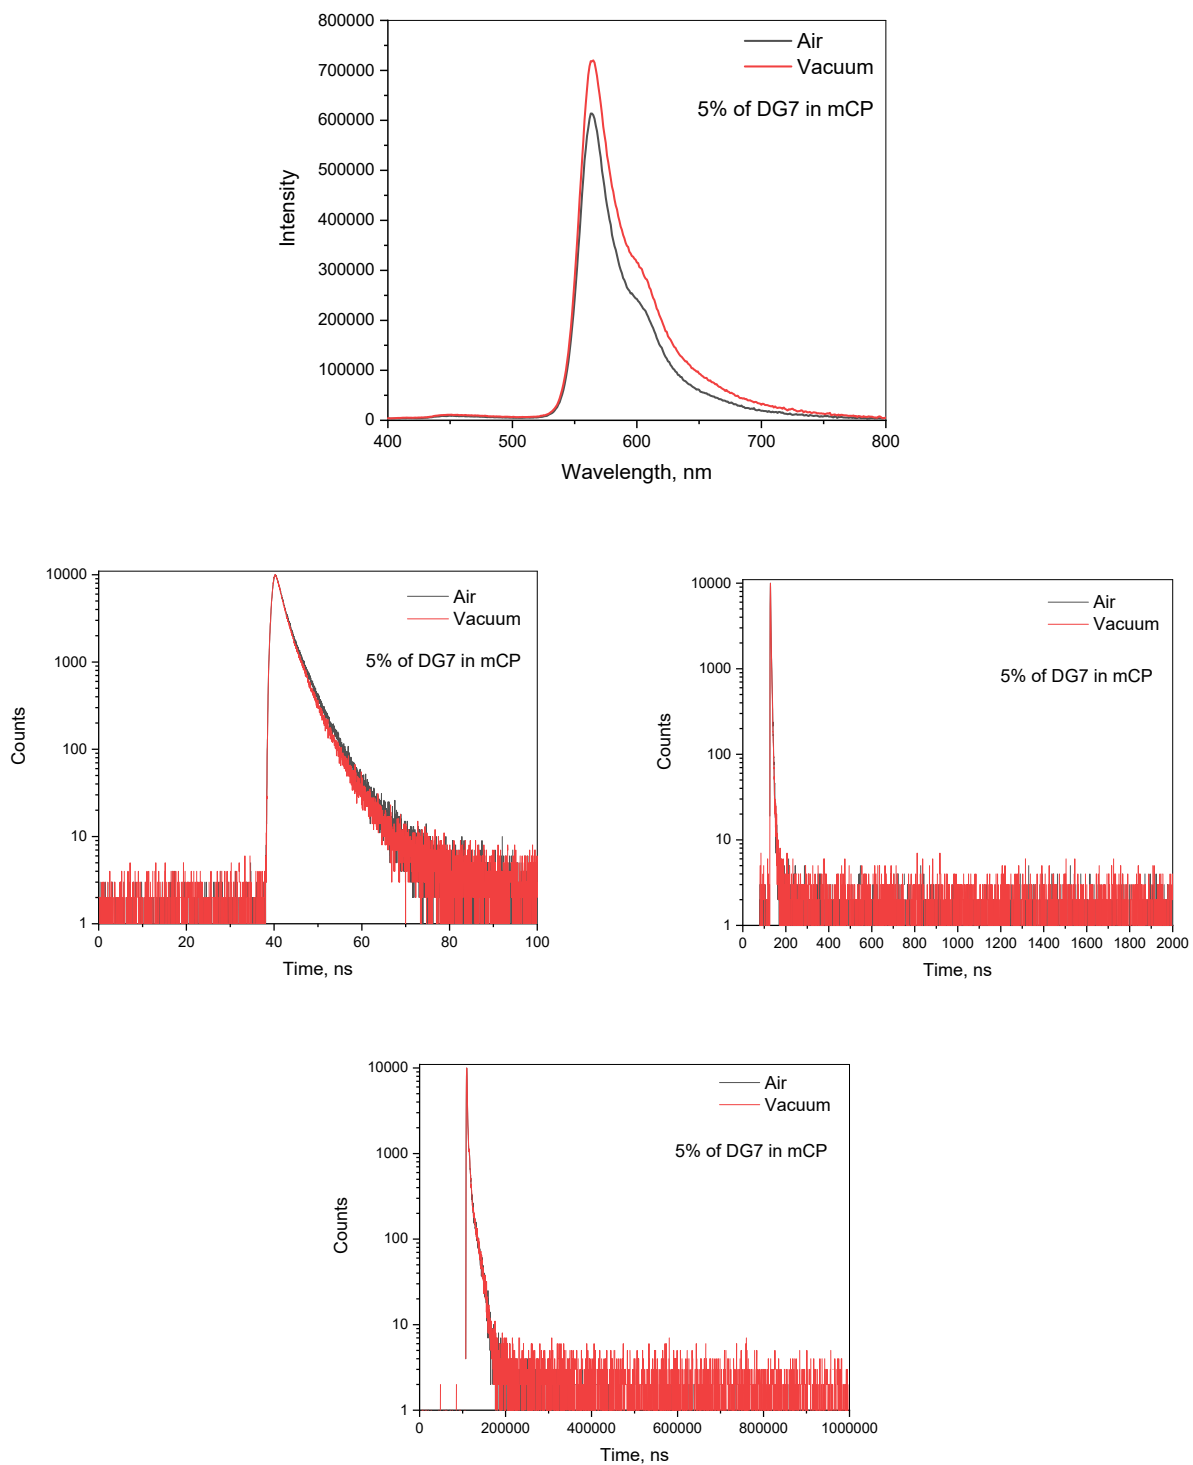 800000
700000
600000
500000
400000
300000
200000
100000
0
Intensity
Air
Vacuum
5% of DG7 in mCP
400 500 600 700 800
Wavelength, nm
10000
1000
100
10
1
Counts
Air
Vacuum
5% of DG7 in mCP
0 20 40 60 80 100
Time, ns
10000
1000
100
10
1
Counts
Air
Vacuum
5% of DG7 in mCP
0 200 400 600 800 1000 1200 1400 1600 1800 2000
Time, ns
10000
1000
100
10
1
Counts
Air
Vacuum
5% of DG7 in mCP
0 200000 400000 600000 800000 1000000
Time, ns